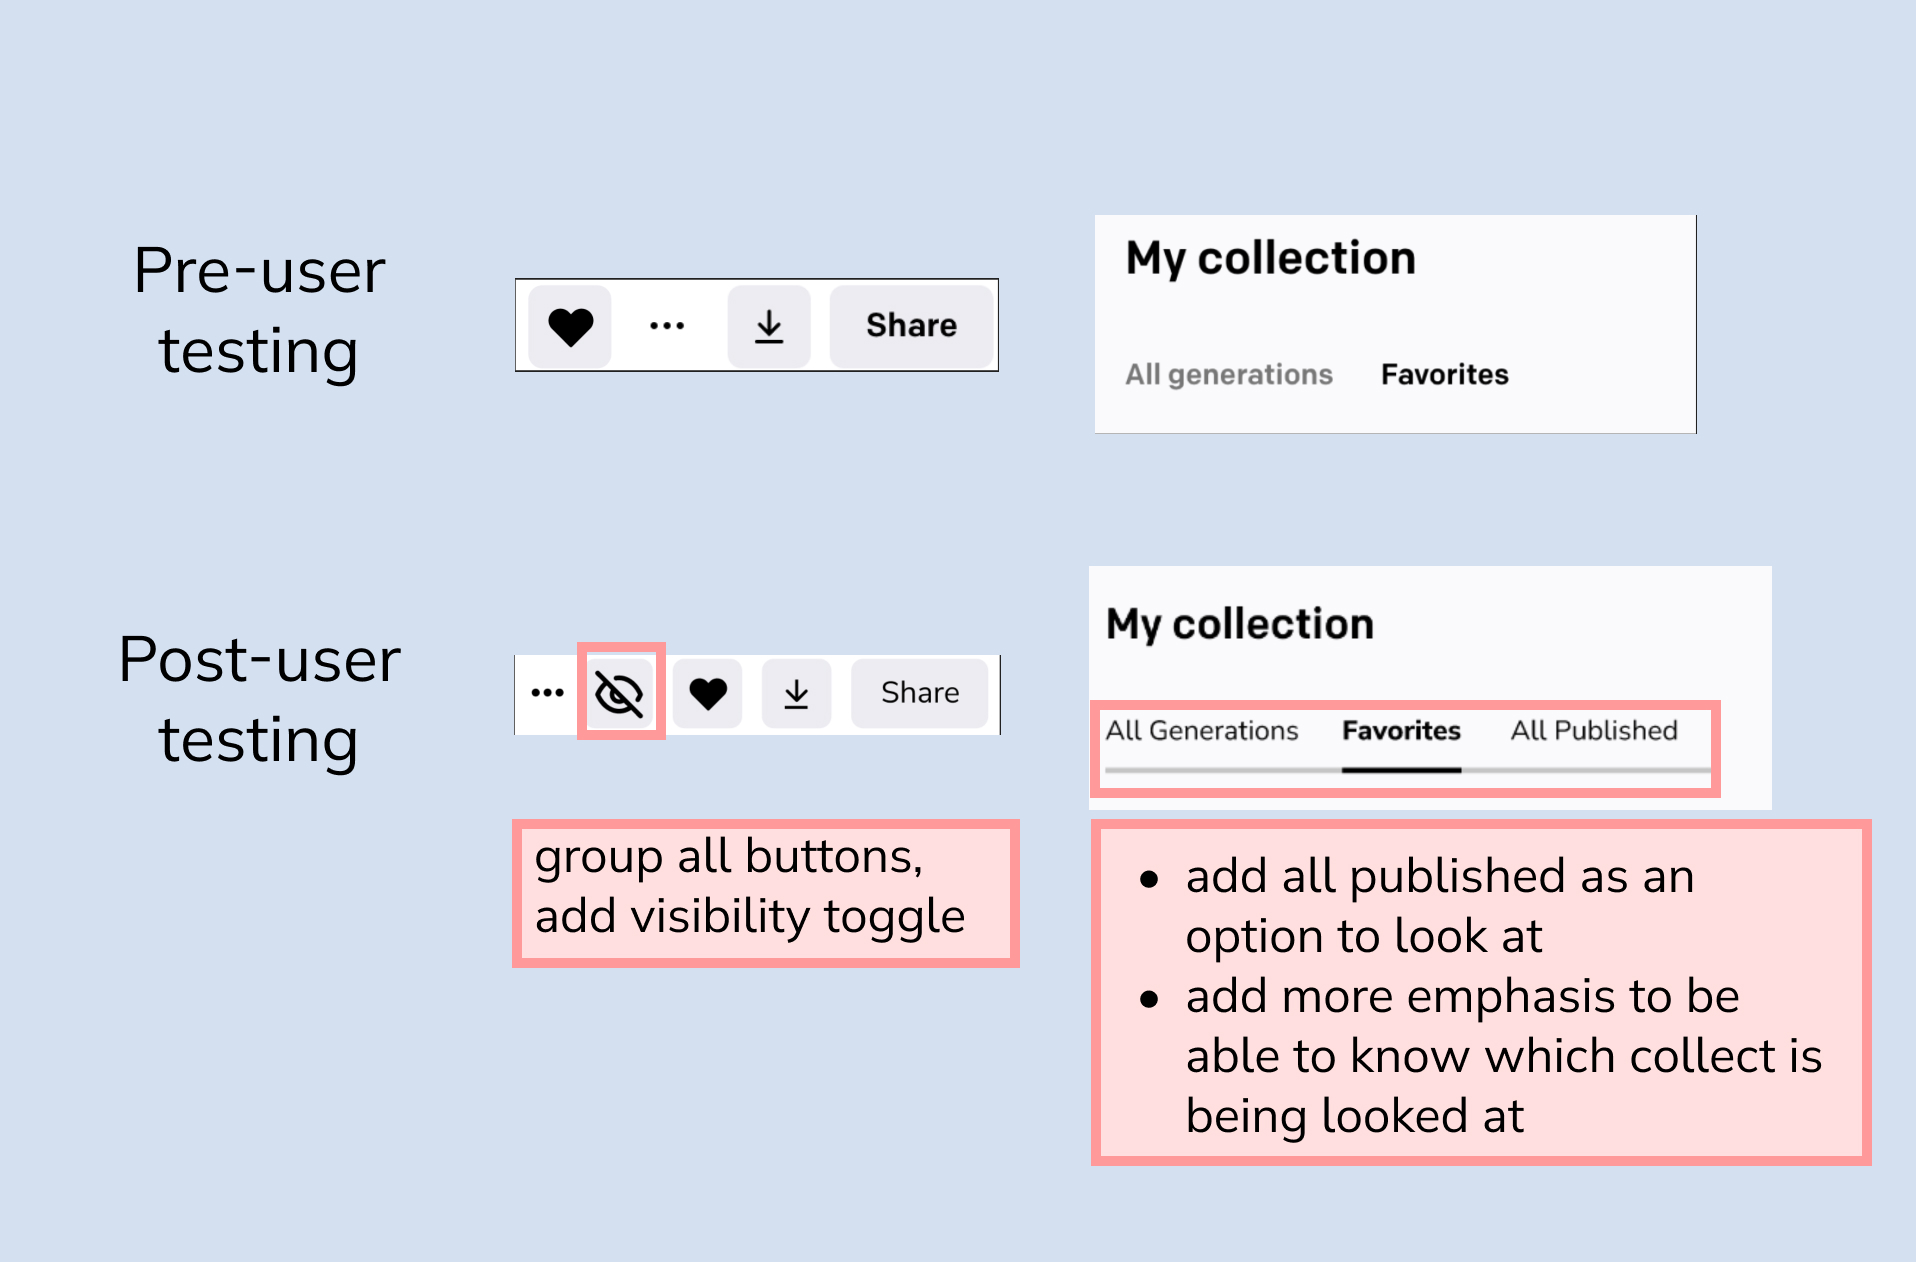 Pre-user
testing
Share
My collection
All generations Favorites
Post-user
testing
Share
My collection
All Generations Favorites All Published
group all buttons,
add visibility toggle
• add all published as an
option to look at
• add more emphasis to be
able to know which collect is
being looked at